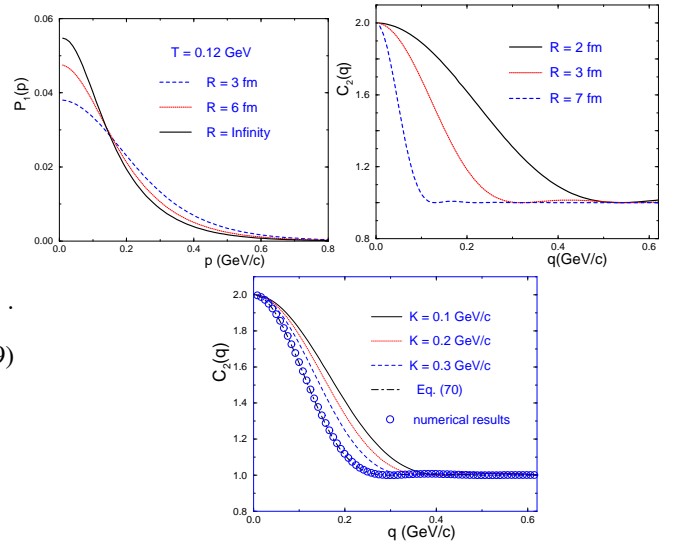 0.06
0.04
0.02
0.00
P1(p)
T = 0.12 GeV
R = 3 fm
R = 6 fm
R = Infinity
0.0 0.2 0.4 0.6 0.8
p (GeV/c)
2.0
1.6
1.2
0.8
C2(q)
R = 2 fm
R = 3 fm
R = 7 fm
0.0 0.2 0.4 0.6
q(GeV/c)
.
9)
2.0
1.8
1.6
1.4
1.2
1.0
0.8
C2(q)
K = 0.1 GeV/c
K = 0.2 GeV/c
K = 0.3 GeV/c
Eq. (70)
numerical results
0.0 0.2 0.4 0.6
q (GeV/c)